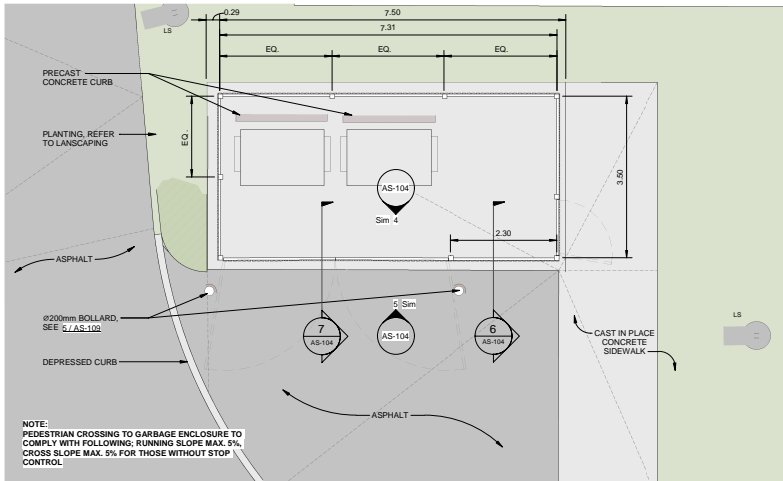 0.29
7.50
LS
7.31
EQ.
EQ.
EQ.
PRECAST
CONCRETE CURB
PLANTING, REFER
TO LANSCAPING
EQ.
AS-104
3.50
Sim 4
2.30
ASPHALT
5 Sim
Ø200mm BOLLARD,
SEE 5 / AS-109
7
AS-104
AS-104
6
AS-104
LS
CAST IN PLACE
CONCRETE
SIDEWALK
DEPRESSED CURB
ASPHALT
NOTE:
PEDESTRIAN CROSSING TO GARBAGE ENCLOSURE TO
COMPLY WITH FOLLOWING; RUNNING SLOPE MAX. 5%,
CROSS SLOPE MAX. 5% FOR THOSE WITHOUT STOP
CONTROL